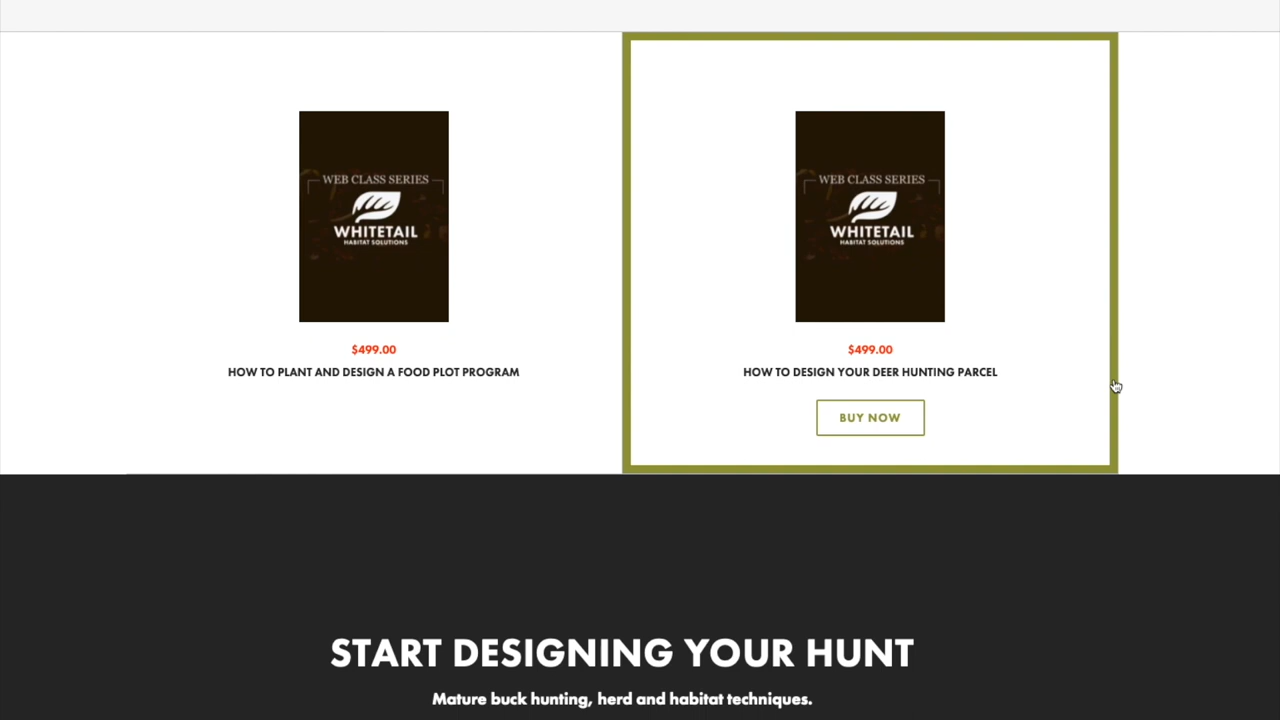 WEB CLASS SERIES
WHITETAIL
HABITAT SOLUTIONS
$499.00
HOW TO PLANT AND DESIGN A FOOD PLOT PROGRAM
WEB CLASS SERIES
WHITETAIL
HABITAT SOLUTIONS
$499.00
HOW TO DESIGN YOUR DEER HUNTING PARCEL
BUY NOW
START DESIGNING YOUR HUNT
Mature buck hunting, herd and habitat techniques.